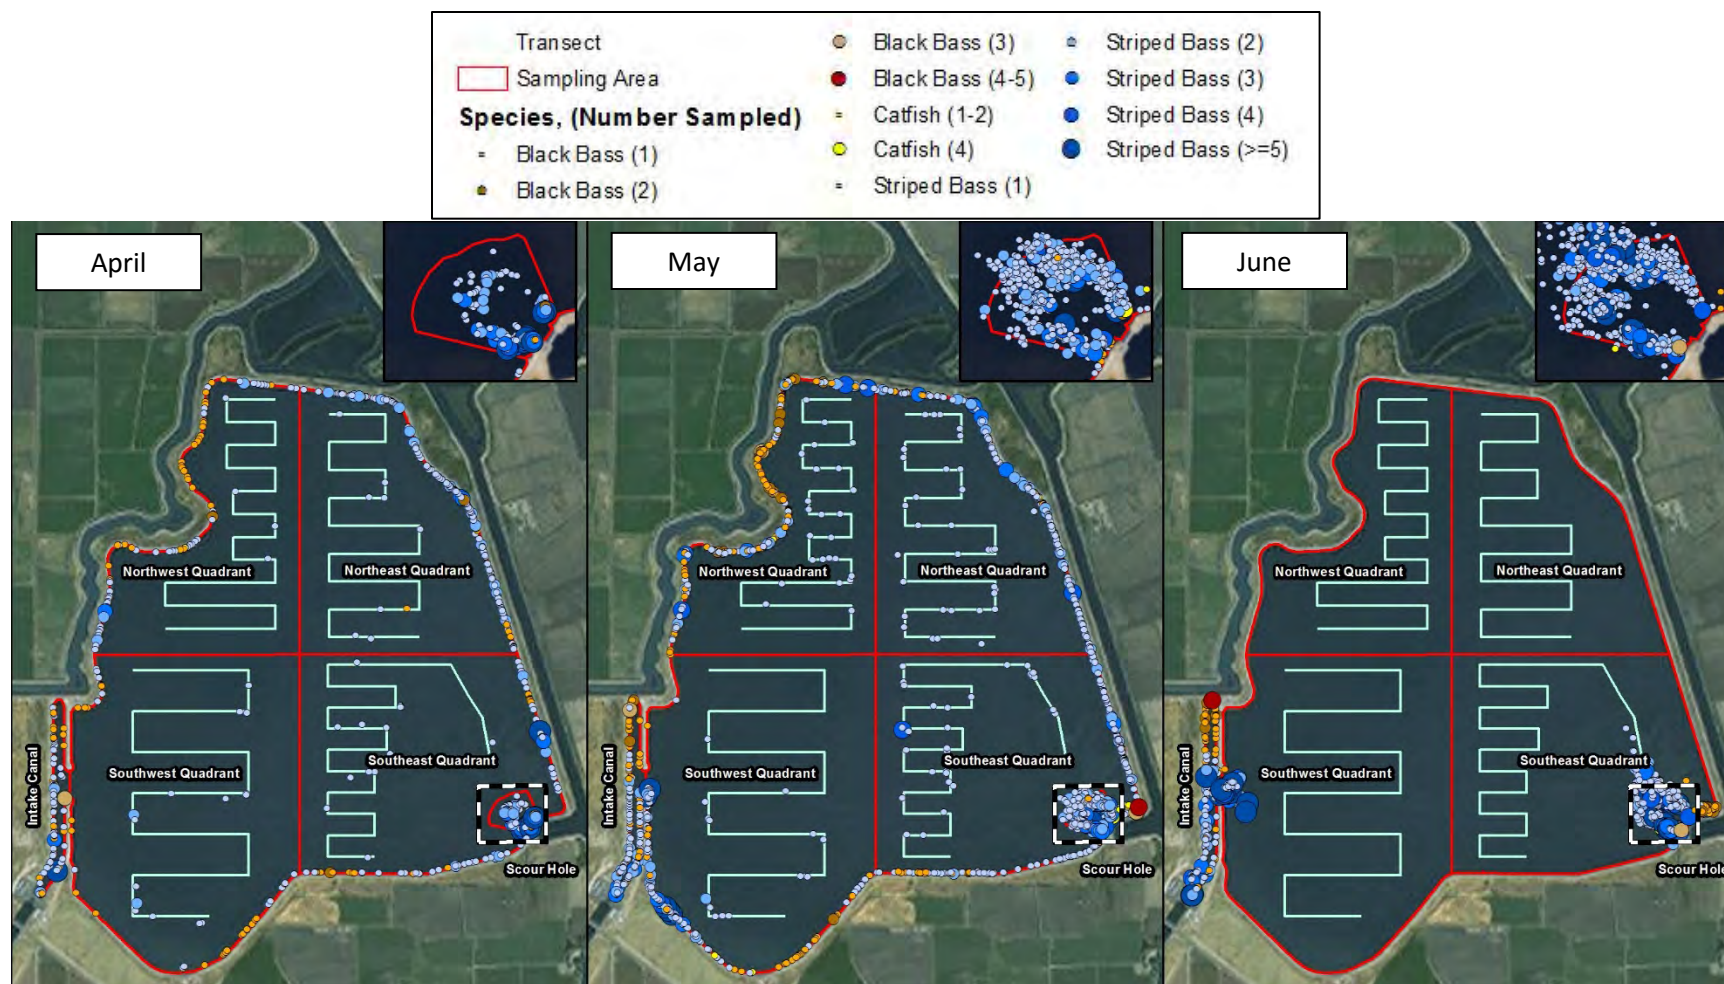 Transect
Sampling Area
Species, (Number Sampled)
Black Bass (1)
Black Bass (2)
Black Bass (3)
Black Bass (4-5)
Catfish (1-2)
Catfish (4)
Striped Bass (1)
Striped Bass (2)
Striped Bass (3)
Striped Bass (4)
Striped Bass (>=5)
April
Northwest Quadrant
Northeast Quadrant
Southwest Quadrant
Southeast Quadrant
Intake Canal
Scour Hole
May
Northwest Quadrant
Northeast Quadrant
Southwest Quadrant
Southeast Quadrant
Intake Canal
Scour Hole
June
Northwest Quadrant
Northeast Quadrant
Southwest Quadrant
Southeast Quadrant
Intake Canal
Scour Hole